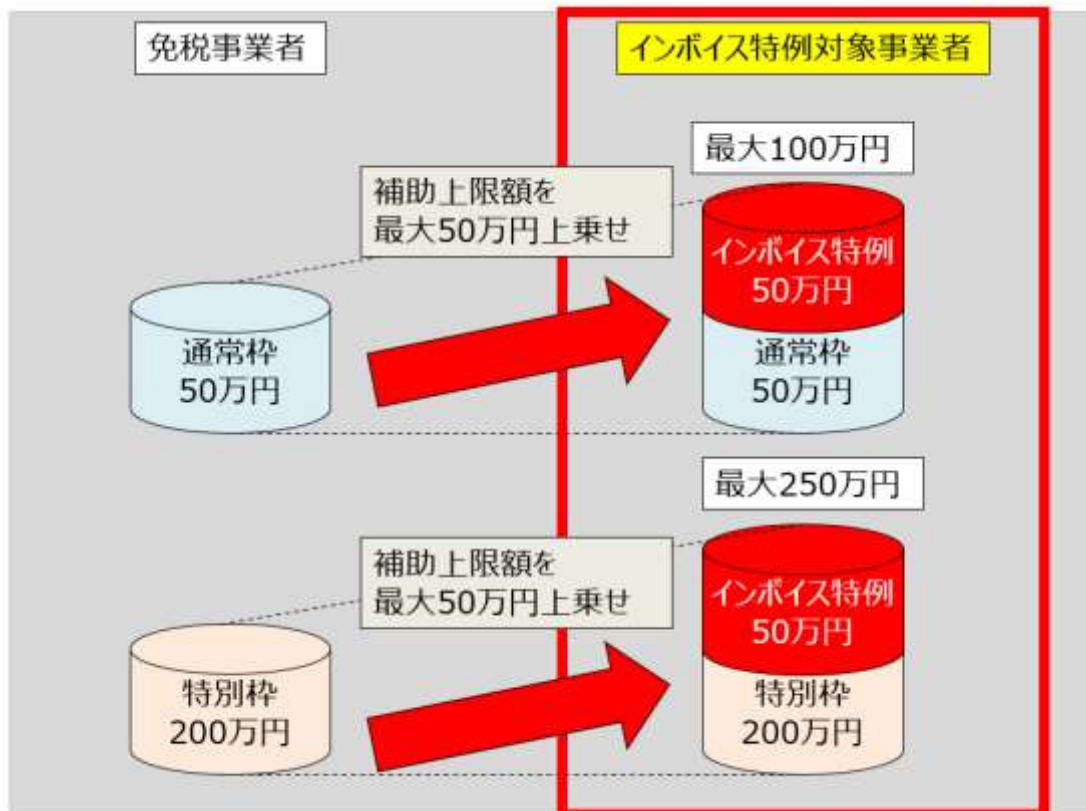 免税事業者
インボイス特例対象事業者
最大100万円
補助上限額を
最大50万円上乗せ
インボイス特例
50万円
通常枠
50万円
通常枠
50万円
最大250万円
補助上限額を
最大50万円上乗せ
インボイス特例
50万円
特別枠
200万円
特別枠
200万円